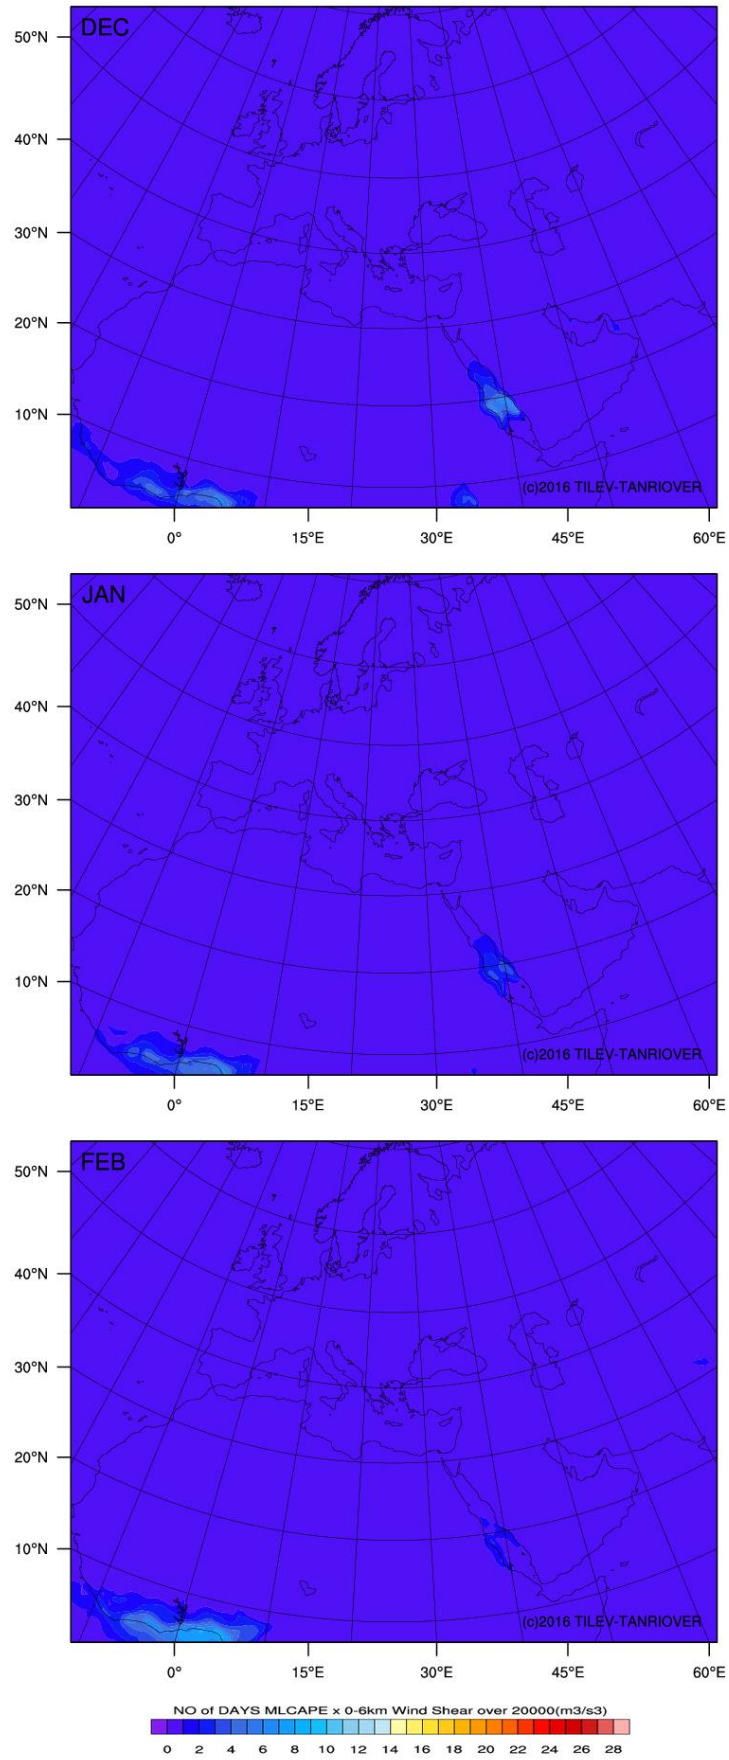 DEC
50°N
40°N
30°N
20°N
10°N
(c)2016 TILEV-TANRIOVER
0° 15°E 30°E 45°E 60°E
JAN
50°N
40°N
30°N
20°N
10°N
(c)2016 TILEV-TANRIOVER
0° 15°E 30°E 45°E 60°E
FEB
50°N
40°N
30°N
20°N
10°N
(c)2016 TILEV-TANRIOVER
0° 15°E 30°E 45°E 60°E
NO of DAYS MLCAPE x 0-6km Wind Shear over 20000(m3/s3)
0 2 4 6 8 10 12 14 16 18 20 22 24 26 28